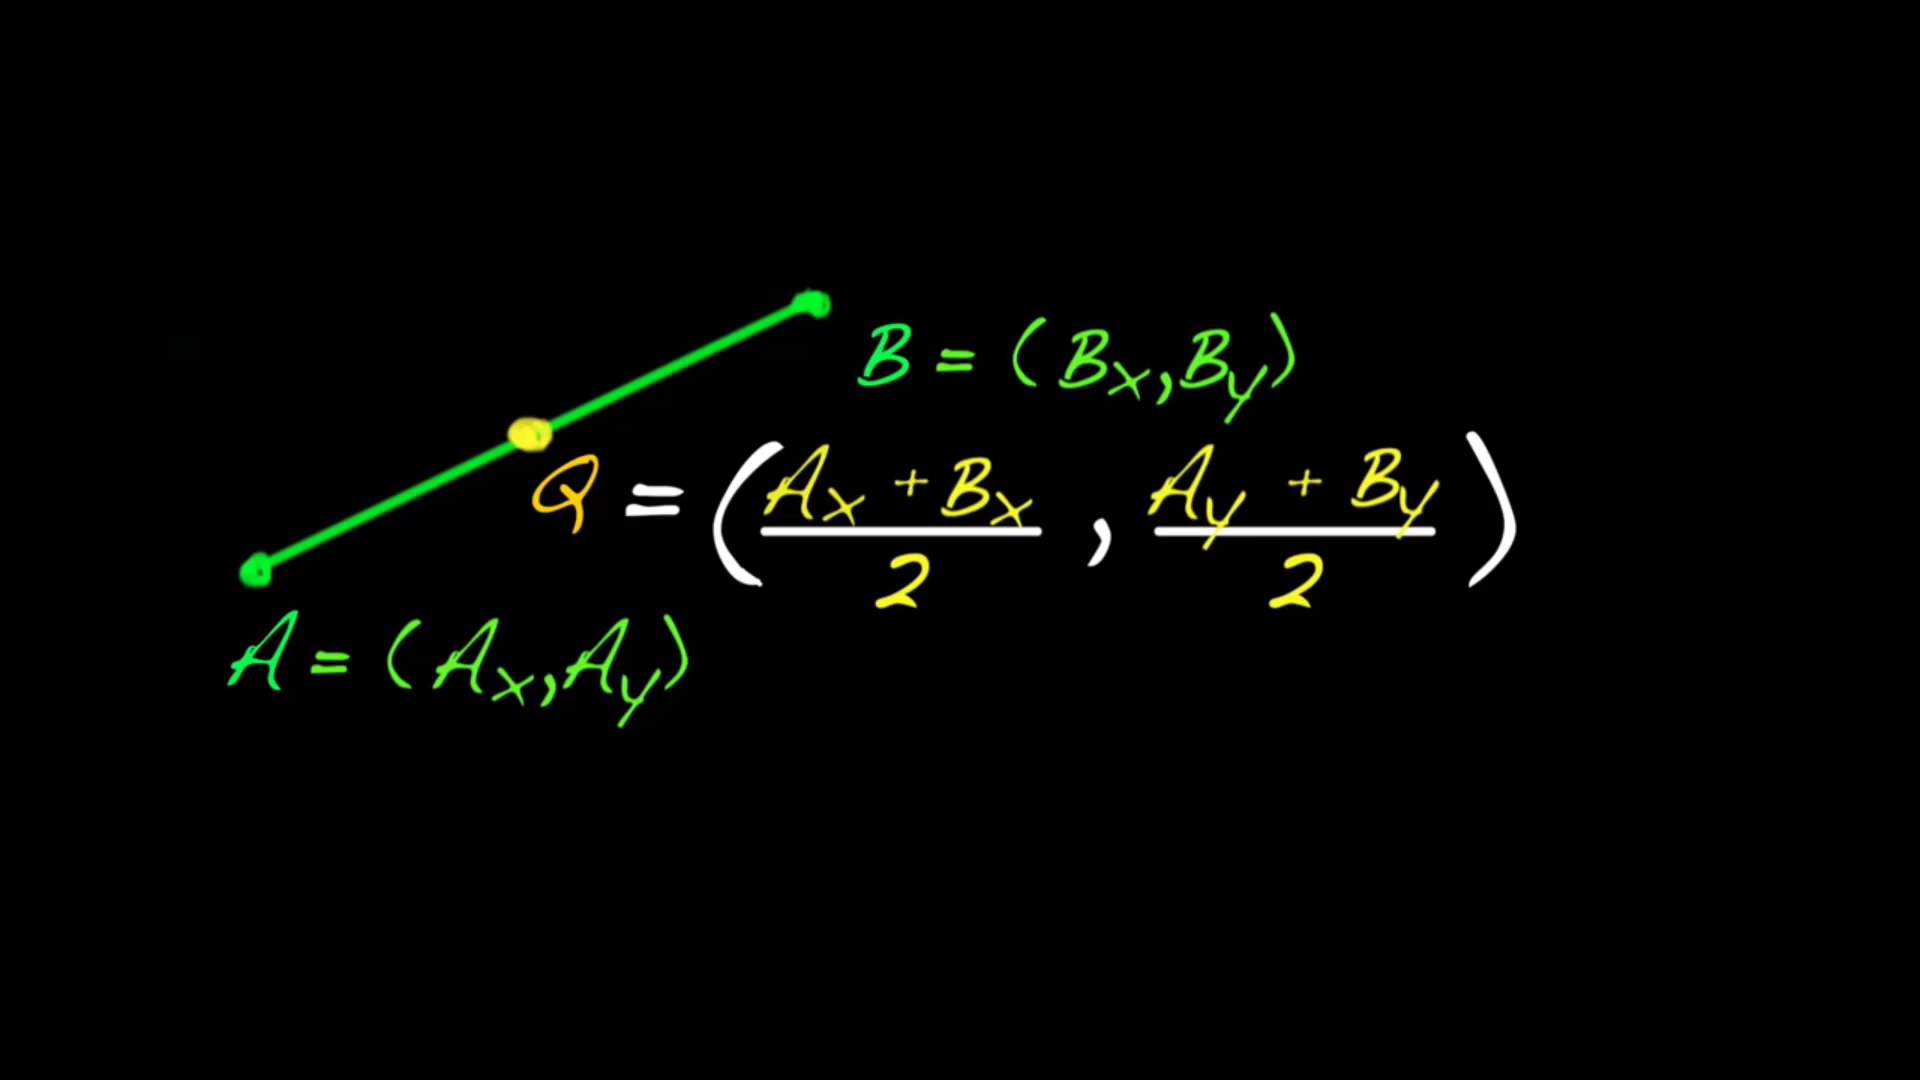 B = (Bx,By)
Q = (Ax + Bx / 2 , Ay + By / 2)
A = (Ax,Ay)